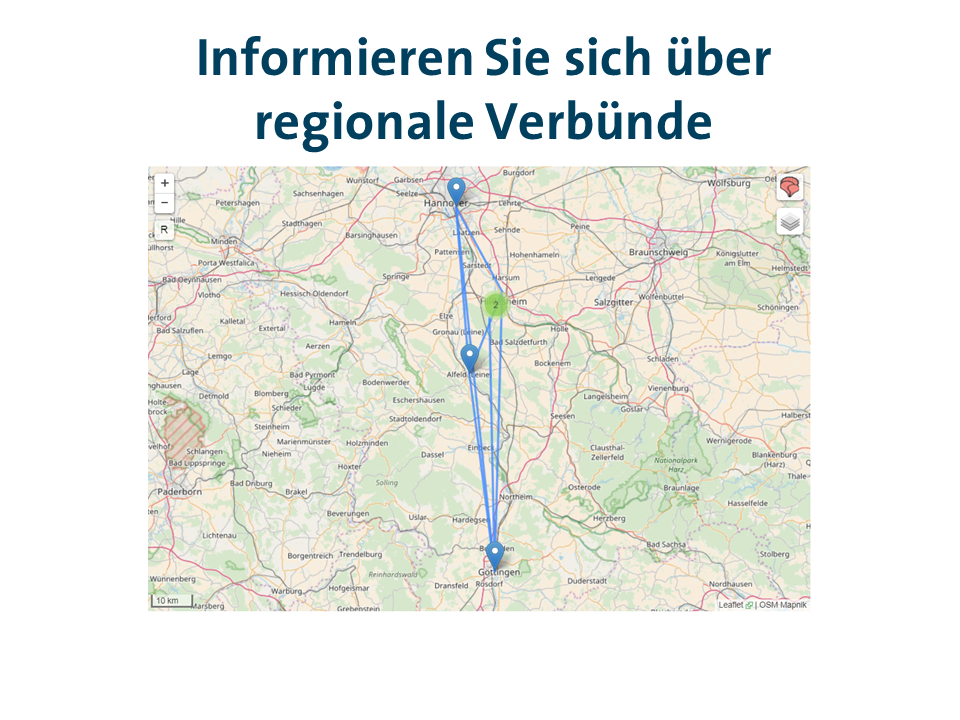 Informieren Sie sich über
regionale Verbünde
Wunstorf Garbsen Burgdorf
Wolfsburg
+
Sachsenhagen Seelze
Petershagen Hannover Lehrte
−
Hille Stadthagen Sehnde Peine
R
Minden Barsinghausen Laatzen Braunschweig
Pattensen Hohenhameln Königslutter
am Elm
Porta Westfalica Sarstedt Helmstedt
Bad Oeynhausen Springe Harsum Lengede
Vlotho Hessisch Oldendorf 2 Salzgitter Wolfenbüttel
Schöningen
Kalletal Extertal Hameln Elze
Bad Salzuflen Gronau (Leine) Holle
Aerzen Bad Salzdetfurth
Lemgo Schladen
Lage Bad Pyrmont Alfeld (Leine) Bockenem
Lügde Bodenwerder Vienenburg
Detmold Blomberg Eschershausen Langelsheim
Schieder Goslar
Steinheim Stadtoldendorf Seesen
Marienmünster Holzminden Wernigerode
Schlangen Nieheim Dassel Einbeck Clausthal-
Zellerfeld Blankenburg
(Harz)
Bad Lippspringe Höxter Nationalpark
Harz
Bad Driburg Solling Thale
Paderborn Brakel Northeim Osterode Braunlage
Hasselfelde
Beverungen Uslar Hardegsen Herzberg
Lichtenau
Bad Sachsa
Borgentreich Trendelburg Stolberg
Göttingen
Wünnenberg Reinhardswald Duderstadt
Warburg Hofgeismar Dransfeld Rosdorf Nordhausen
10 km Marsberg Grebenstein
Leaflet | OSM Mapnik